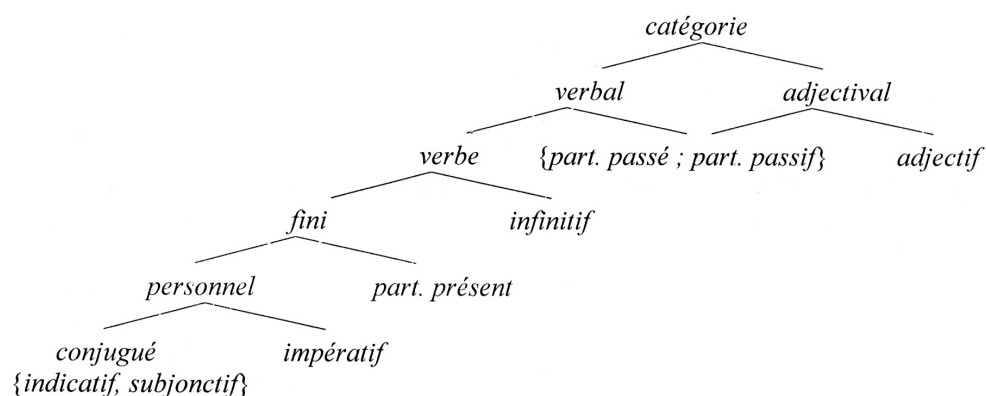 catégorie
verbal adjectival
verbe {part. passé ; part. passif} adjectif
fini infinitif
personnel part. présent
conjugué impératif
{indicatif, subjonctif}